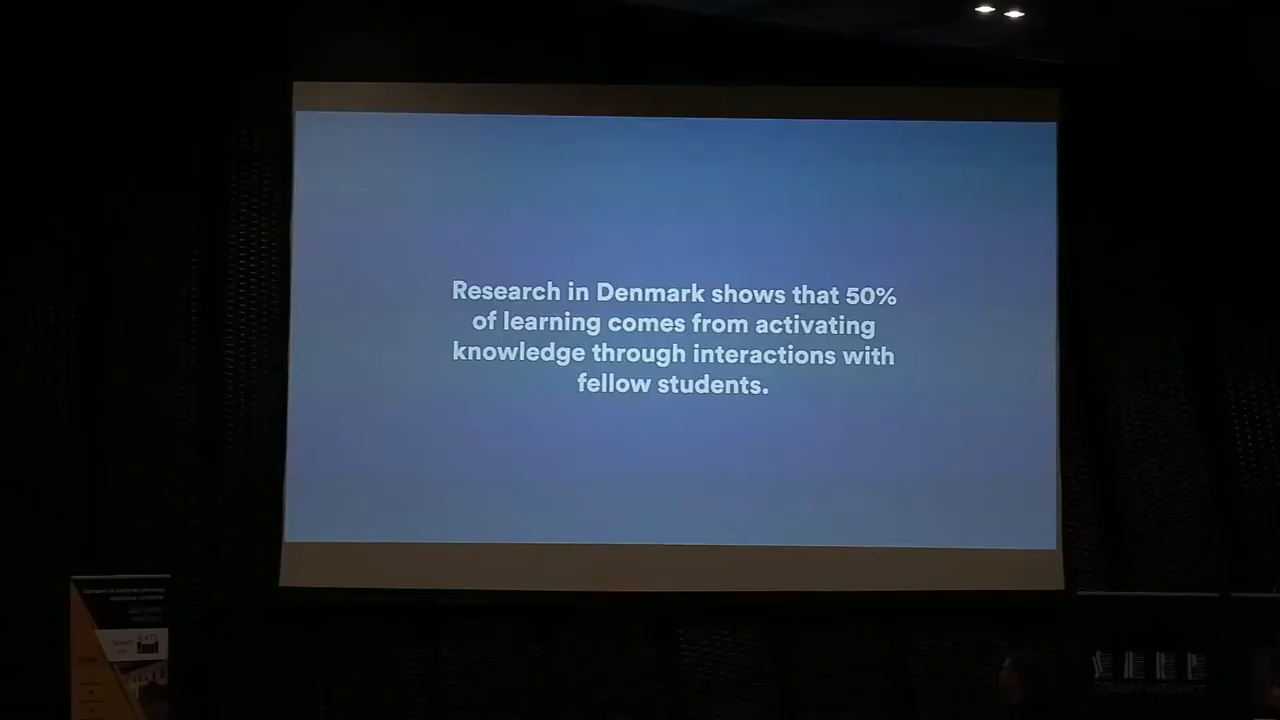 Research in Denmark shows that 50%
of learning comes from activating
knowledge through interactions with
fellow students.